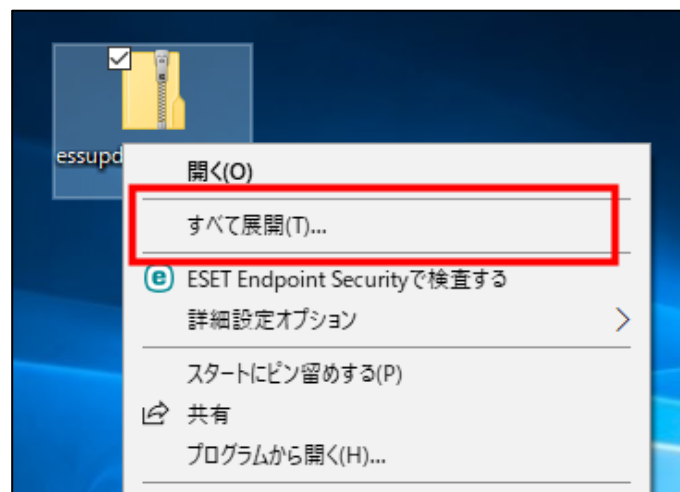 essupd
開く(O)
すべて展開(T)...
ESET Endpoint Securityで検査する
詳細設定オプション
スタートにピン留めする(P)
共有
プログラムから開く(H)...